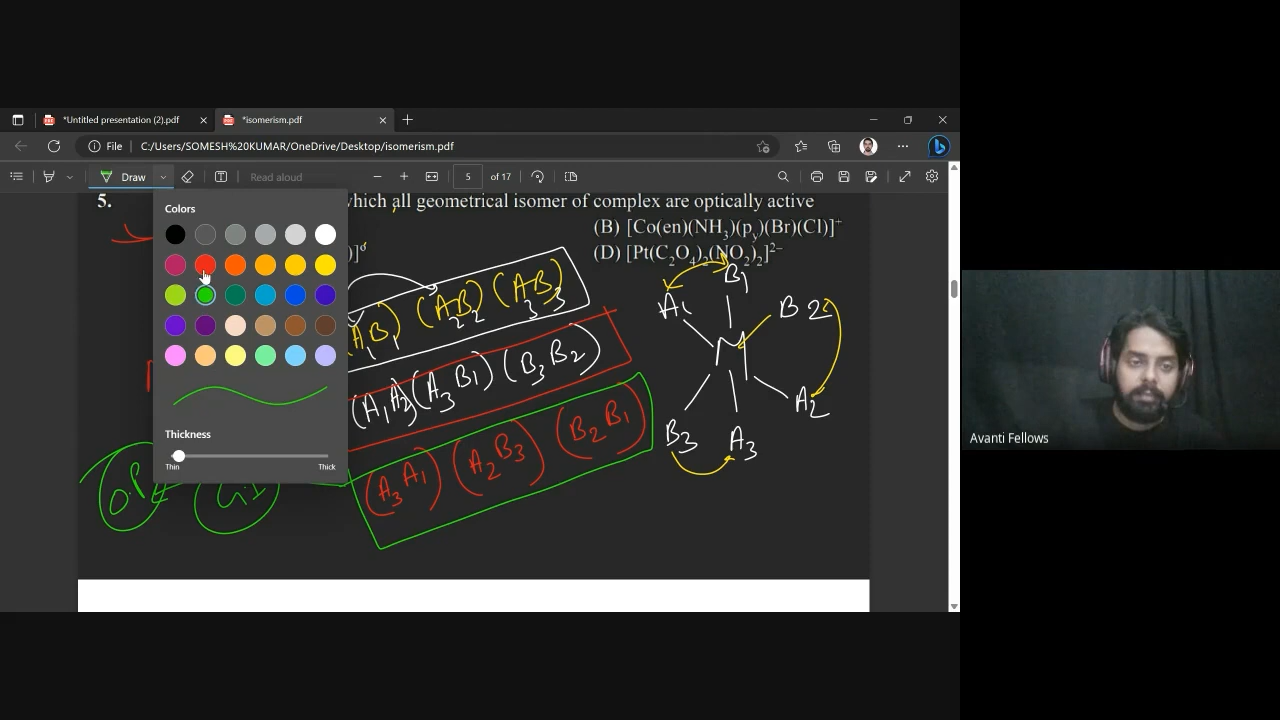 *Untitled presentation (2).pdf
*isomerism.pdf
File
C:/Users/SOMESH%20KUMAR/OneDrive/Desktop/isomerism.pdf
Draw
Read aloud
5
of 17
5.
which all geometrical isomer of complex are optically active
(B) [Co(en)(NH₃)(pᵧ)(Br)(Cl)]⁺
(D) [Pt(C₂O₄)₂(NO₂)₂]²⁻
Colors
Thickness
Thin
Thick
(A₂B₂) (A₃B₃)
(A₁A₂) (A₃B₁) (B₃B₂)
(A₃A₁) (A₂B₃) (B₂B₁)
O.A
G.I
B₁
A₁
B2
M
A₂
B₃
A₃
Avanti Fellows